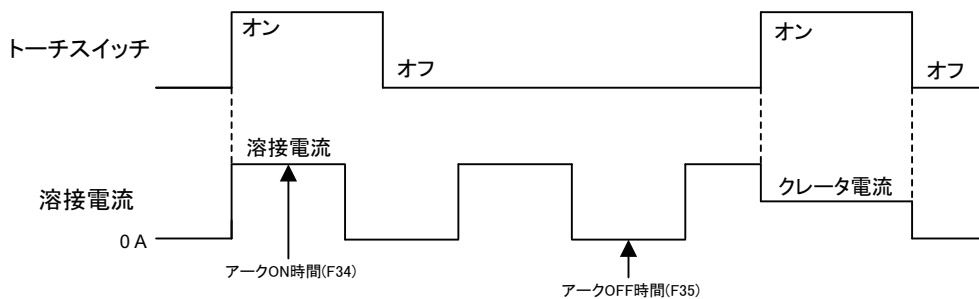 トーチスイッチ
オン
オフ
オン
オフ
溶接電流
溶接電流
クレータ電流
0 A
アークON時間(F34)
アークOFF時間(F35)